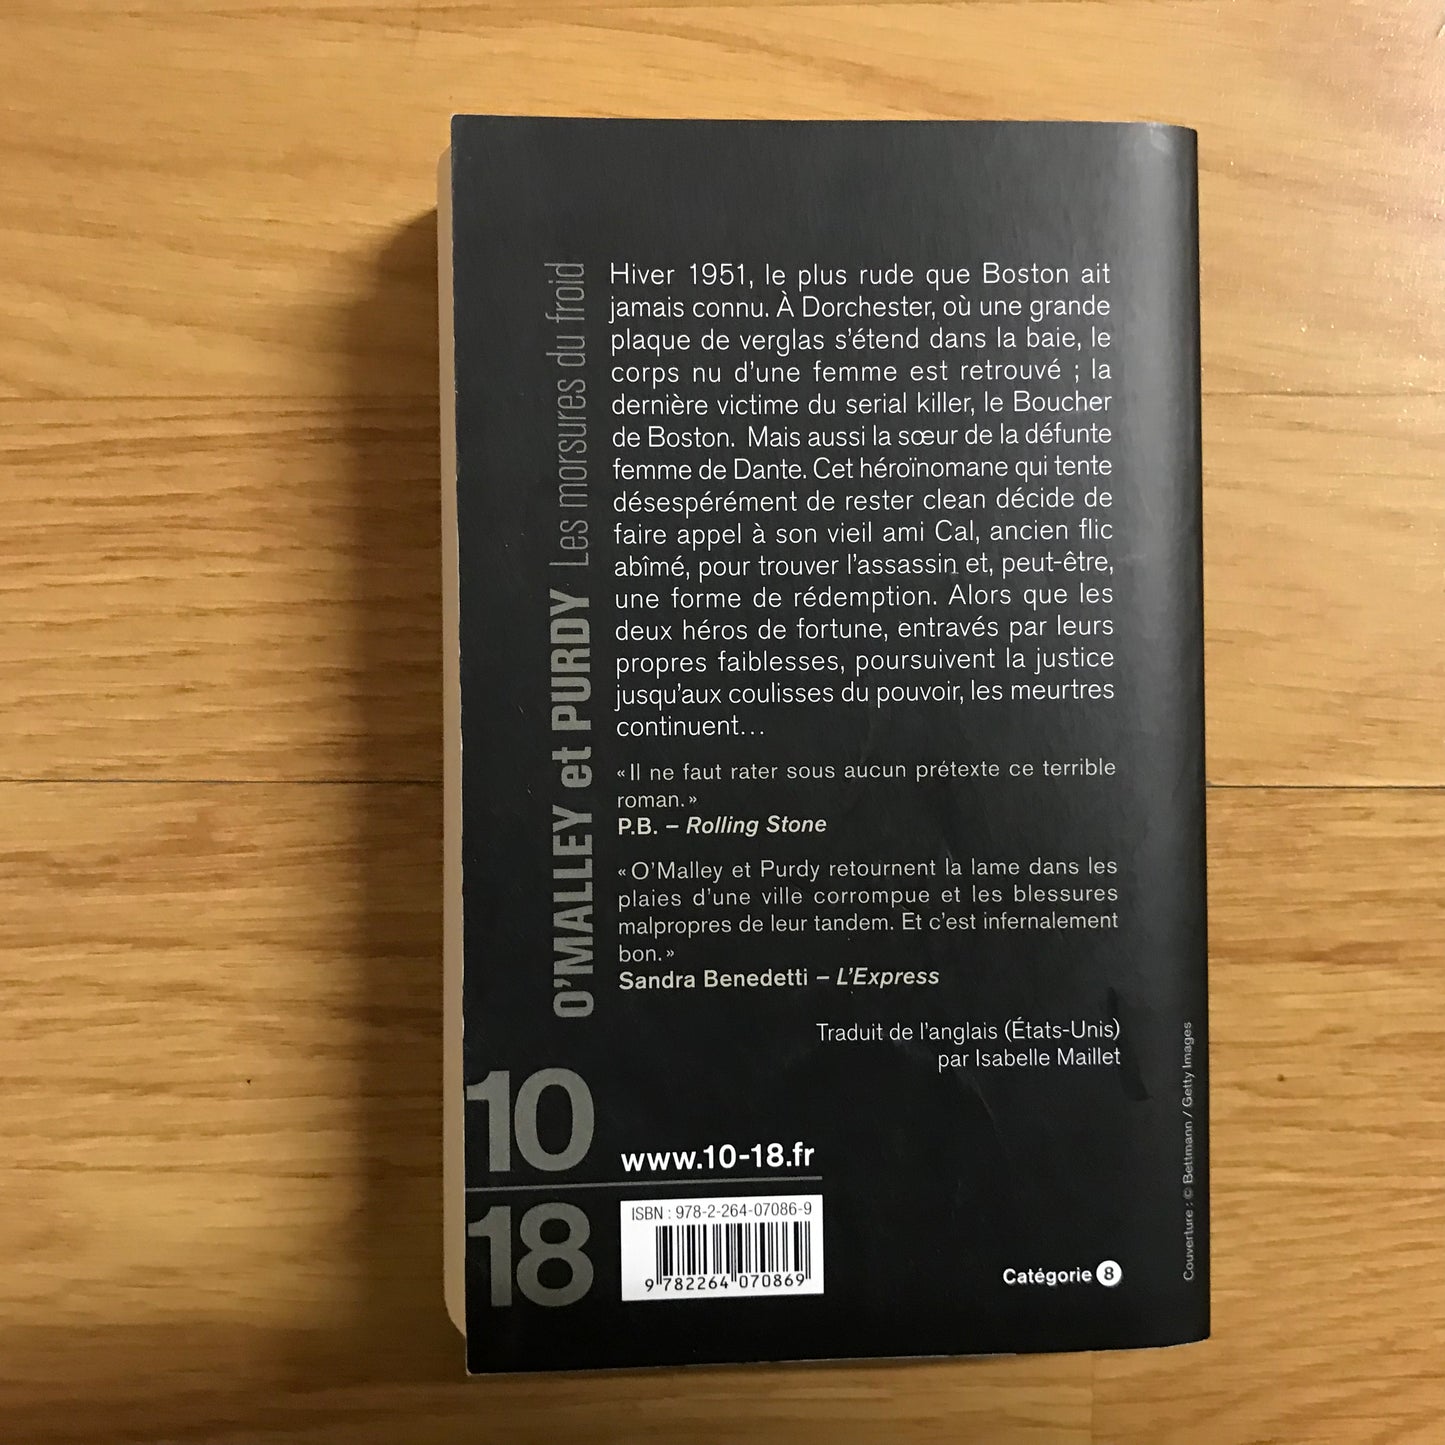 Hiver 1951, le plus rude que Boston ait
jamais connu. À Dorchester, où une grande
plaque de verglas s'étend dans la baie, le
corps nu d'une femme est retrouvé ; la
dernière victime du serial killer, le Boucher
de Boston. Mais aussi la sœur de la défunte
femme de Dante. Cet héroïnomane qui tente
désespérément de rester clean décide de
faire appel à son vieil ami Cal, ancien flic
abîmé, pour trouver l'assassin et, peut-être,
une forme de rédemption. Alors que les
deux héros de fortune, entravés par leurs
propres faiblesses, poursuivent la justice
jusqu'aux coulisses du pouvoir, les meurtres
continuent…
« Il ne faut rater sous aucun prétexte ce terrible
roman. »
P.B. – Rolling Stone
« O'Malley et Purdy retournent la lame dans les
plaies d'une ville corrompue et les blessures
malpropres de leur tandem. Et c'est infernalement
bon. »
Sandra Benedetti – L'Express
Traduit de l'anglais (États-Unis)
par Isabelle Maillet
O'MALLEY et PURDY Les morsures du froid
10
18
www.10-18.fr
ISBN : 978-2-264-07086-9
9 782264 070869
Catégorie 8
Couverture : © Bettmann / Getty Images